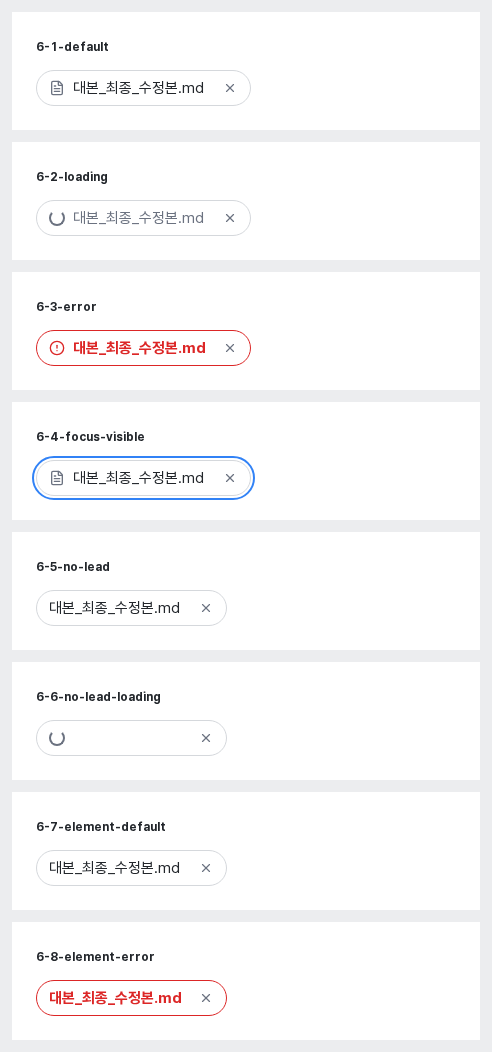 6-1-default
대본_최종_수정본.md
6-2-loading
대본_최종_수정본.md
6-3-error
대본_최종_수정본.md
6-4-focus-visible
대본_최종_수정본.md
6-5-no-lead
대본_최종_수정본.md
6-6-no-lead-loading
6-7-element-default
대본_최종_수정본.md
6-8-element-error
대본_최종_수정본.md